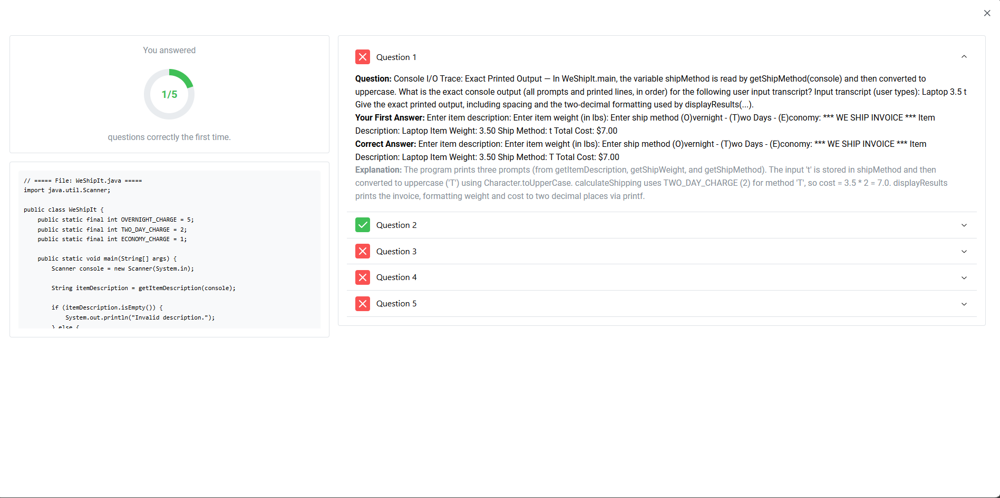 You answered
1/5
questions correctly the first time.
// ===== File: WeShipIt.java =====
import java.util.Scanner;
public class WeShipIt {
public static final int OVERNIGHT_CHARGE = 5;
public static final int TWO_DAY_CHARGE = 2;
public static final int ECONOMY_CHARGE = 1;
public static void main(String[] args) {
Scanner console = new Scanner(System.in);
String itemDescription = getItemDescription(console);
if (itemDescription.isEmpty()) {
System.out.println("Invalid description.");
} else {
Question 1
Question: Console I/O Trace: Exact Printed Output — In WeShipIt.main, the variable shipMethod is read by getShipMethod(console) and then converted to
uppercase. What is the exact console output (all prompts and printed lines, in order) for the following user input transcript? Input transcript (user types): Laptop 3.5 t
Give the exact printed output, including spacing and the two-decimal formatting used by displayResults(...).
Your First Answer: Enter item description: Enter item weight (in lbs): Enter ship method (O)vernight - (T)wo Days - (E)conomy: *** WE SHIP INVOICE *** Item
Description: Laptop Item Weight: 3.50 Ship Method: t Total Cost: $7.00
Correct Answer: Enter item description: Enter item weight (in lbs): Enter ship method (O)vernight - (T)wo Days - (E)conomy: *** WE SHIP INVOICE *** Item
Description: Laptop Item Weight: 3.50 Ship Method: T Total Cost: $7.00
Explanation: The program prints three prompts (from getItemDescription, getShipWeight, and getShipMethod). The input 't' is stored in shipMethod and then
converted to uppercase ('T') using Character.toUpperCase. calculateShipping uses TWO_DAY_CHARGE (2) for method 'T', so cost = 3.5 * 2 = 7.0. displayResults
prints the invoice, formatting weight and cost to two decimal places via printf.
Question 2
Question 3
Question 4
Question 5